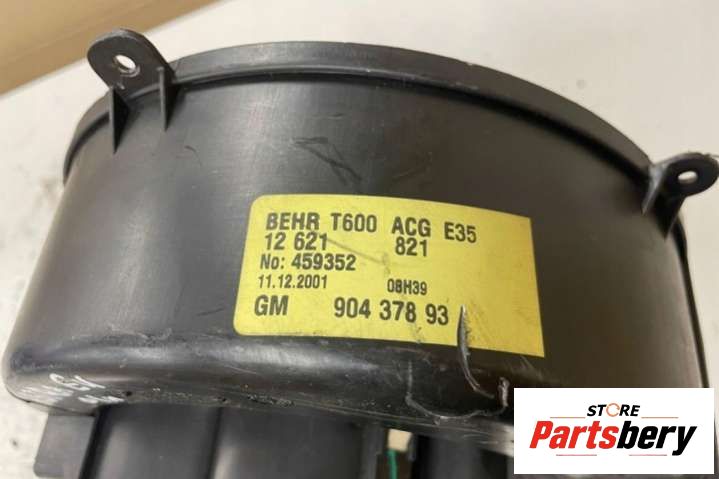 BEHR T600 ACG E35
12 621 821
No: 459352
11.12.2001 08H39
GM 904 378 93
STORE
Partsbery